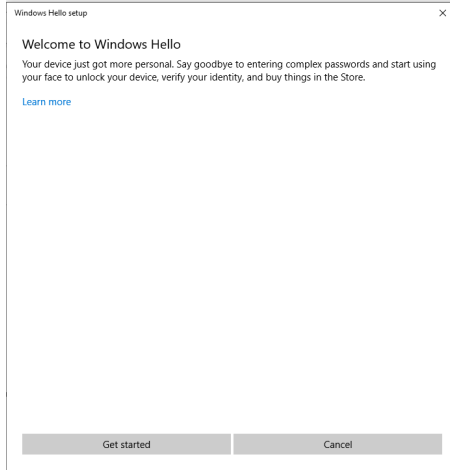 Windows Hello setup
Welcome to Windows Hello
Your device just got more personal. Say goodbye to entering complex passwords and start using
your face to unlock your device, verify your identity, and buy things in the Store.
Learn more
Get started
Cancel